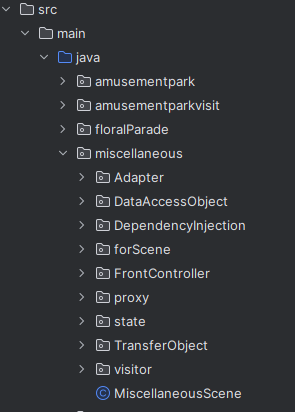 src
main
java
amusementpark
amusementparkvisit
floralParade
miscellaneous
Adapter
DataAccessObject
DependencyInjection
forScene
FrontController
proxy
state
TransferObject
visitor
C MiscellaneousScene